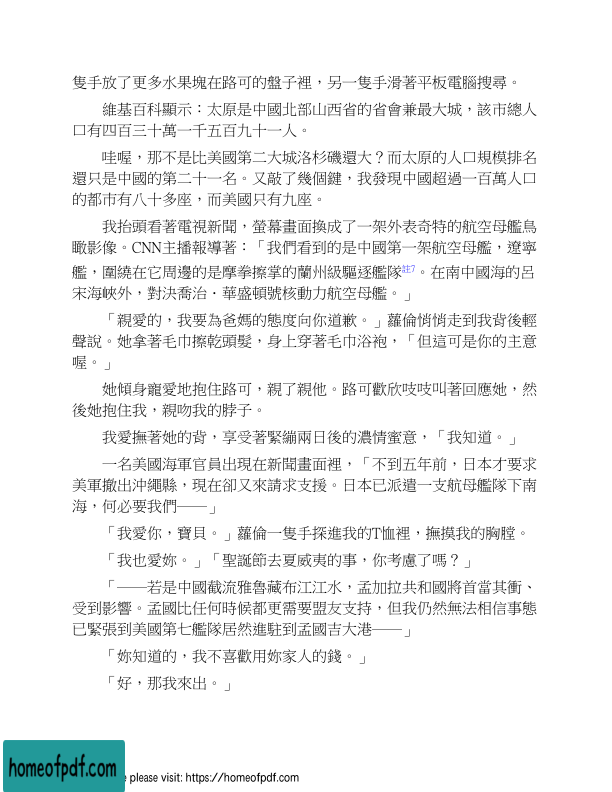 隻手放了更多水果塊在路可的盤子裡，另一隻手滑著平板電腦搜尋。
維基百科顯示：太原是中國北部山西省的省會兼最大城，該市總人
口有四百三十萬一千五百九十一人。
哇喔，那不是比美國第二大城洛杉磯還大？而太原的人口規模排名
還只是中國的第二十一名。又敲了幾個鍵，我發現中國超過一百萬人口
的都市有八十多座，而美國只有九座。
我抬頭看著電視新聞，螢幕畫面換成了一架外表奇特的航空母艦鳥
瞰影像。CNN主播報導著：「我們看到的是中國第一架航空母艦，遼寧
艦，圍繞在它周邊的是摩拳擦掌的蘭州級驅逐艦隊註7。在南中國海的呂
宋海峽外，對決喬治．華盛頓號核動力航空母艦。」
「親愛的，我要為爸媽的態度向你道歉。」蘿倫悄悄走到我背後輕
聲說。她拿著毛巾擦乾頭髮，身上穿著毛巾浴袍，「但這可是你的主意
喔。」
她傾身寵愛地抱住路可，親了親他。路可歡欣吱吱叫著回應她，然
後她抱住我，親吻我的脖子。
我愛撫著她的背，享受著緊繃兩日後的濃情蜜意，「我知道。」
一名美國海軍官員出現在新聞畫面裡，「不到五年前，日本才要求
美軍撤出沖繩縣，現在卻又來請求支援。日本已派遣一支航母艦隊下南
海，何必要我們——」
「我愛你，寶貝。」蘿倫一隻手探進我的T恤裡，撫摸我的胸膛。
「我也愛妳。」「聖誕節去夏威夷的事，你考慮了嗎？」
「——若是中國截流雅魯藏布江江水，孟加拉共和國將首當其衝、
受到影響。孟國比任何時候都更需要盟友支持，但我仍然無法相信事態
已緊張到美國第七艦隊居然進駐到孟國吉大港——」
「妳知道的，我不喜歡用妳家人的錢。」
「好，那我來出。」
homeofpdf.com
e please visit: https://homeofpdf.com